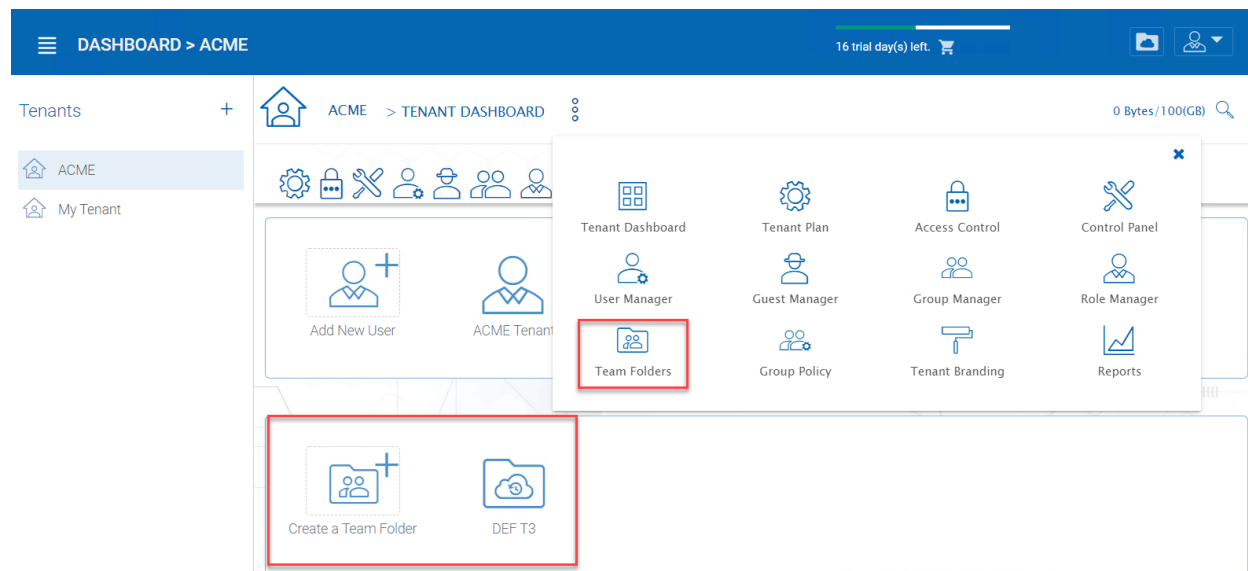 DASHBOARD > ACME
16 trial day(s) left.
Tenants +
ACME > TENANT DASHBOARD
0 Bytes/100(GB)
ACME
My Tenant
Tenant Dashboard
Tenant Plan
Access Control
Control Panel
User Manager
Guest Manager
Group Manager
Role Manager
Add New User
ACME Tenant
Team Folders
Group Policy
Tenant Branding
Reports
Create a Team Folder
DEF T3